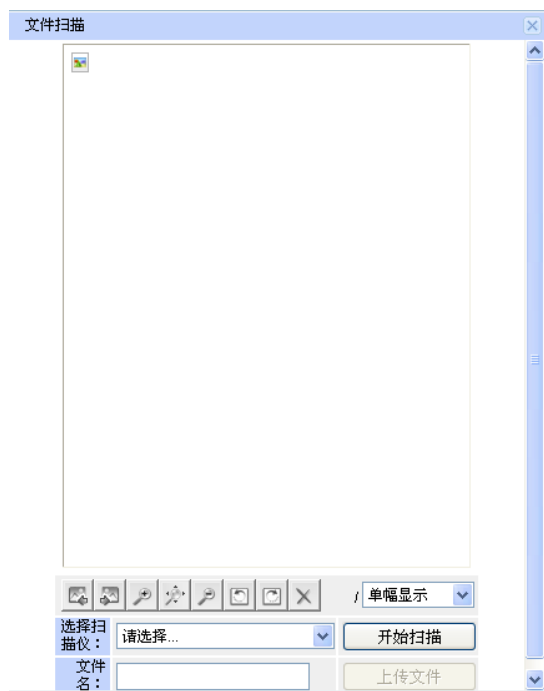 文件扫描
/ 单幅显示
选择扫
描仪：
请选择...
开始扫描
文件
名：
上传文件